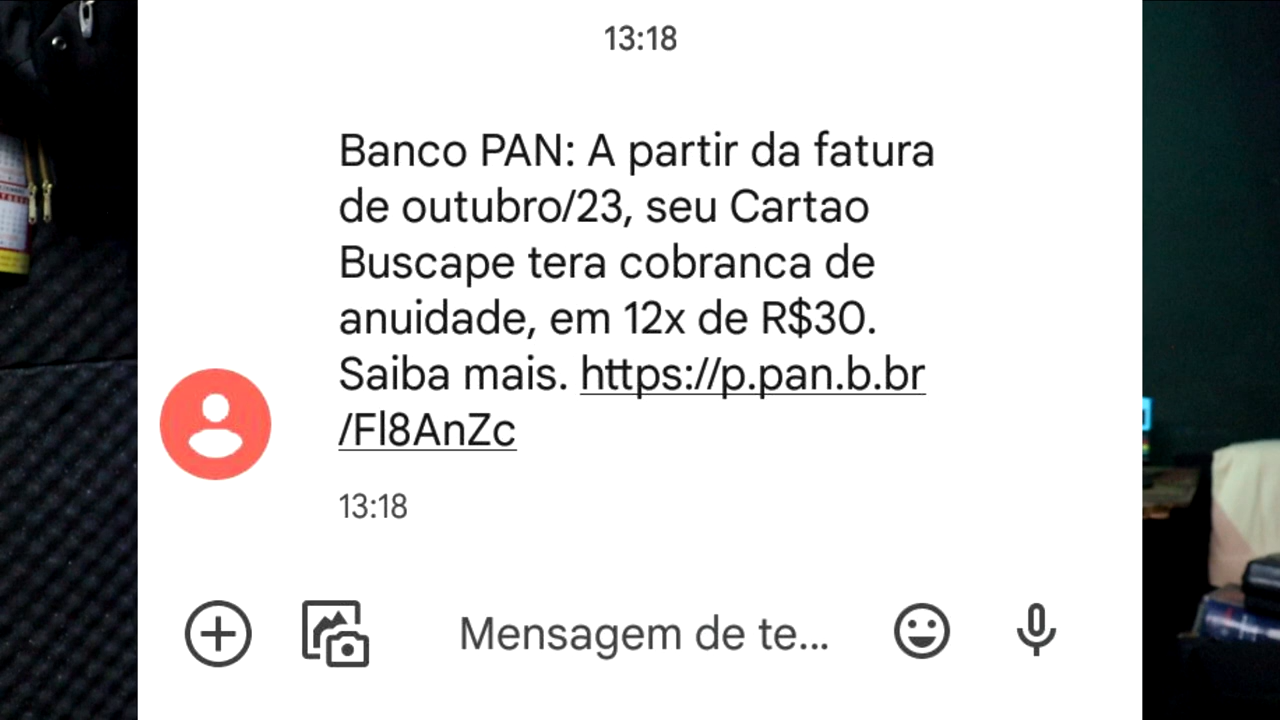 13:18
Banco PAN: A partir da fatura
de outubro/23, seu Cartao
Buscape tera cobranca de
anuidade, em 12x de R$30.
Saiba mais. https://p.pan.b.br
/Fl8AnZc
13:18
Mensagem de te...